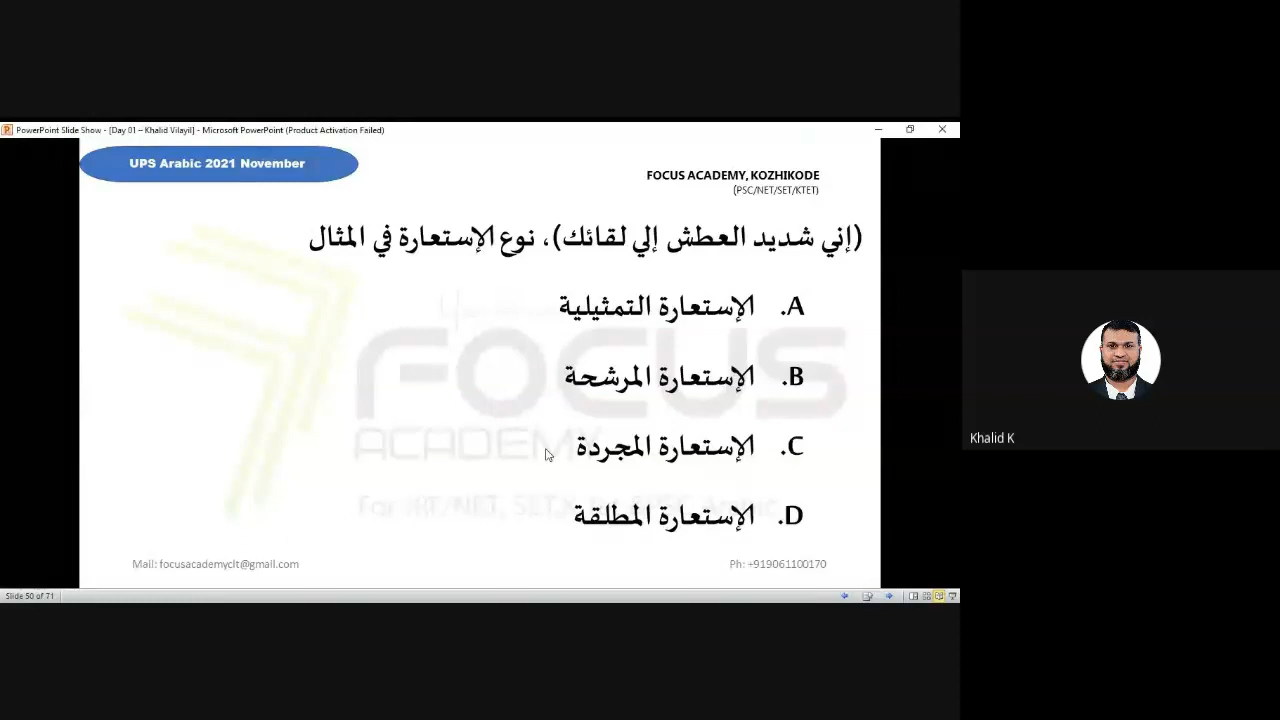 PowerPoint Slide Show - [Day 01 – Khalid Vilayil] - Microsoft PowerPoint (Product Activation Failed)
UPS Arabic 2021 November
FOCUS ACADEMY, KOZHIKODE
(PSC/NET/SET/KTET)
(إني شديد العطش إلي لقائك)، نوع الإستعارة في المثال
A. الإستعارة التمثيلية
B. الإستعارة المرشحة
C. الإستعارة المجردة
D. الإستعارة المطلقة
FOCUS
ACADEMY
Mail: focusacademyclt@gmail.com
Ph: +919061100170
Slide 50 of 71
Khalid K